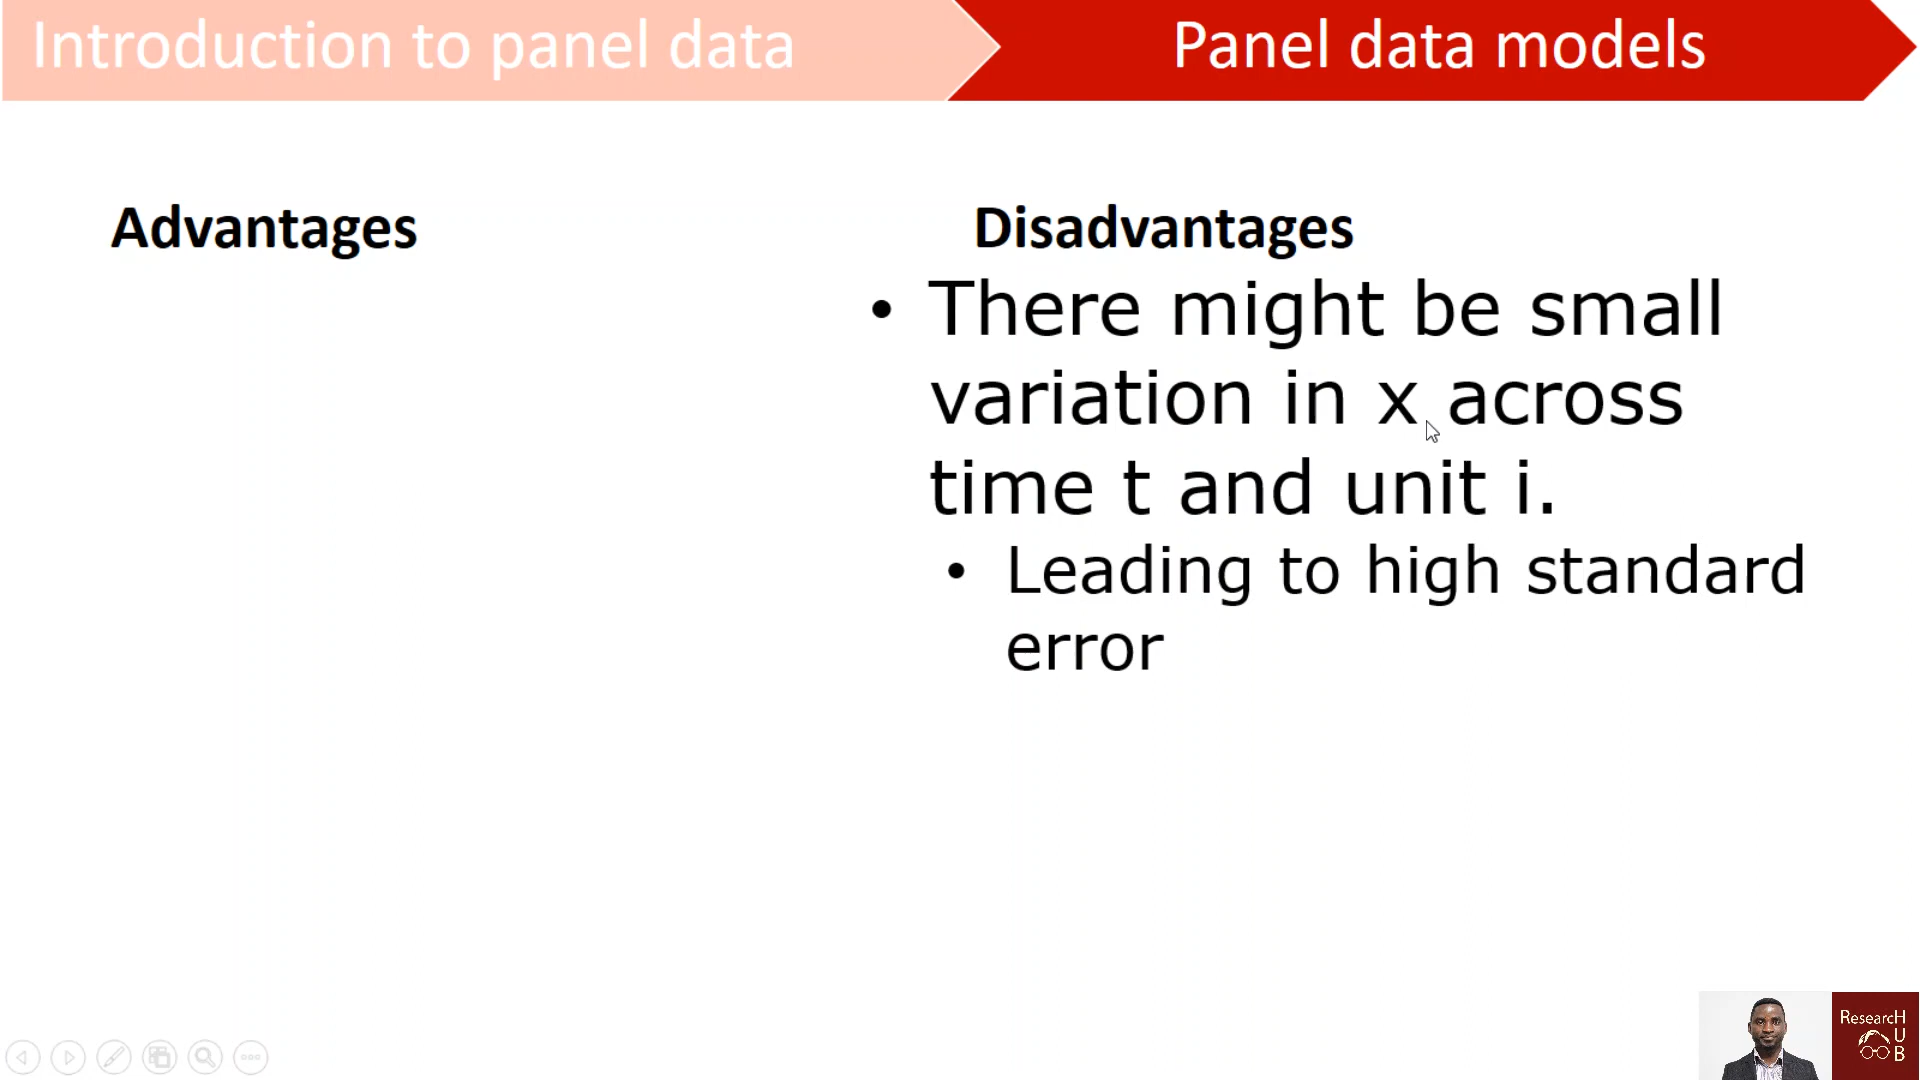 Introduction to panel data
Panel data models
Advantages
Disadvantages
• There might be small
variation in x across
time t and unit i.
• Leading to high standard
error
ResearcH
U
B